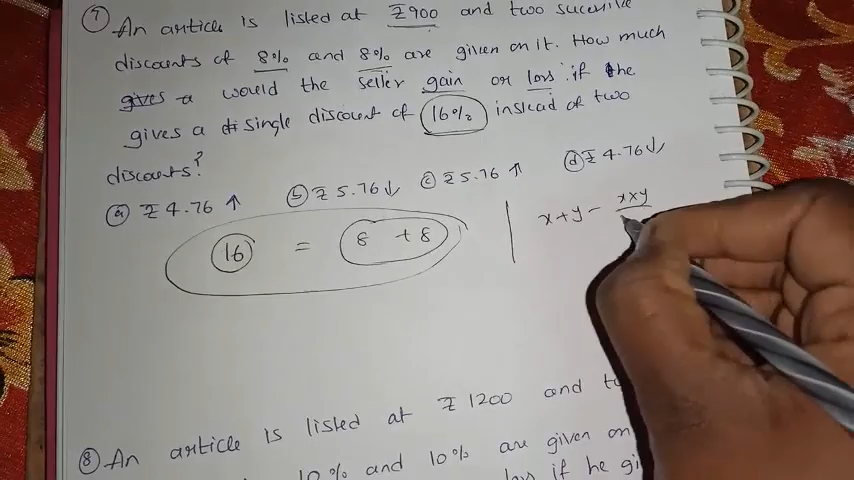 7 An article is listed at ₹900 and two succesive
discounts of 8% and 8% are given on it. How much
would the seller gain or loss if the
gives a single discount of 16% instead of two
discounts?
a ₹ 4.76 ↑ b ₹ 5.76 ↓ c ₹ 5.76 ↑ d ₹ 4.76 ↓
16 = 8 + 8 x+y - x×y
8 An article is listed at ₹ 1200 and
10% and 10% are given on
if he